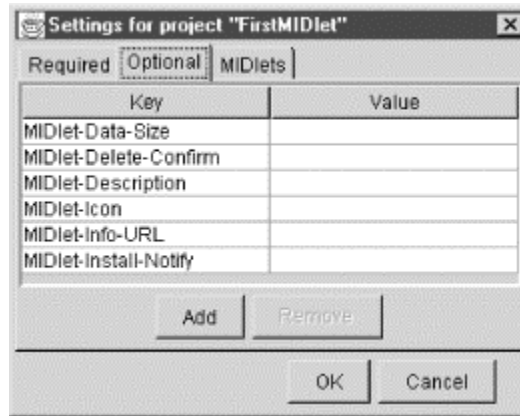 Settings for project "FirstMIDlet"
Required Optional MIDlets
Key Value
MIDlet-Data-Size
MIDlet-Delete-Confirm
MIDlet-Description
MIDlet-Icon
MIDlet-Info-URL
MIDlet-Install-Notify
Add Remove
OK Cancel